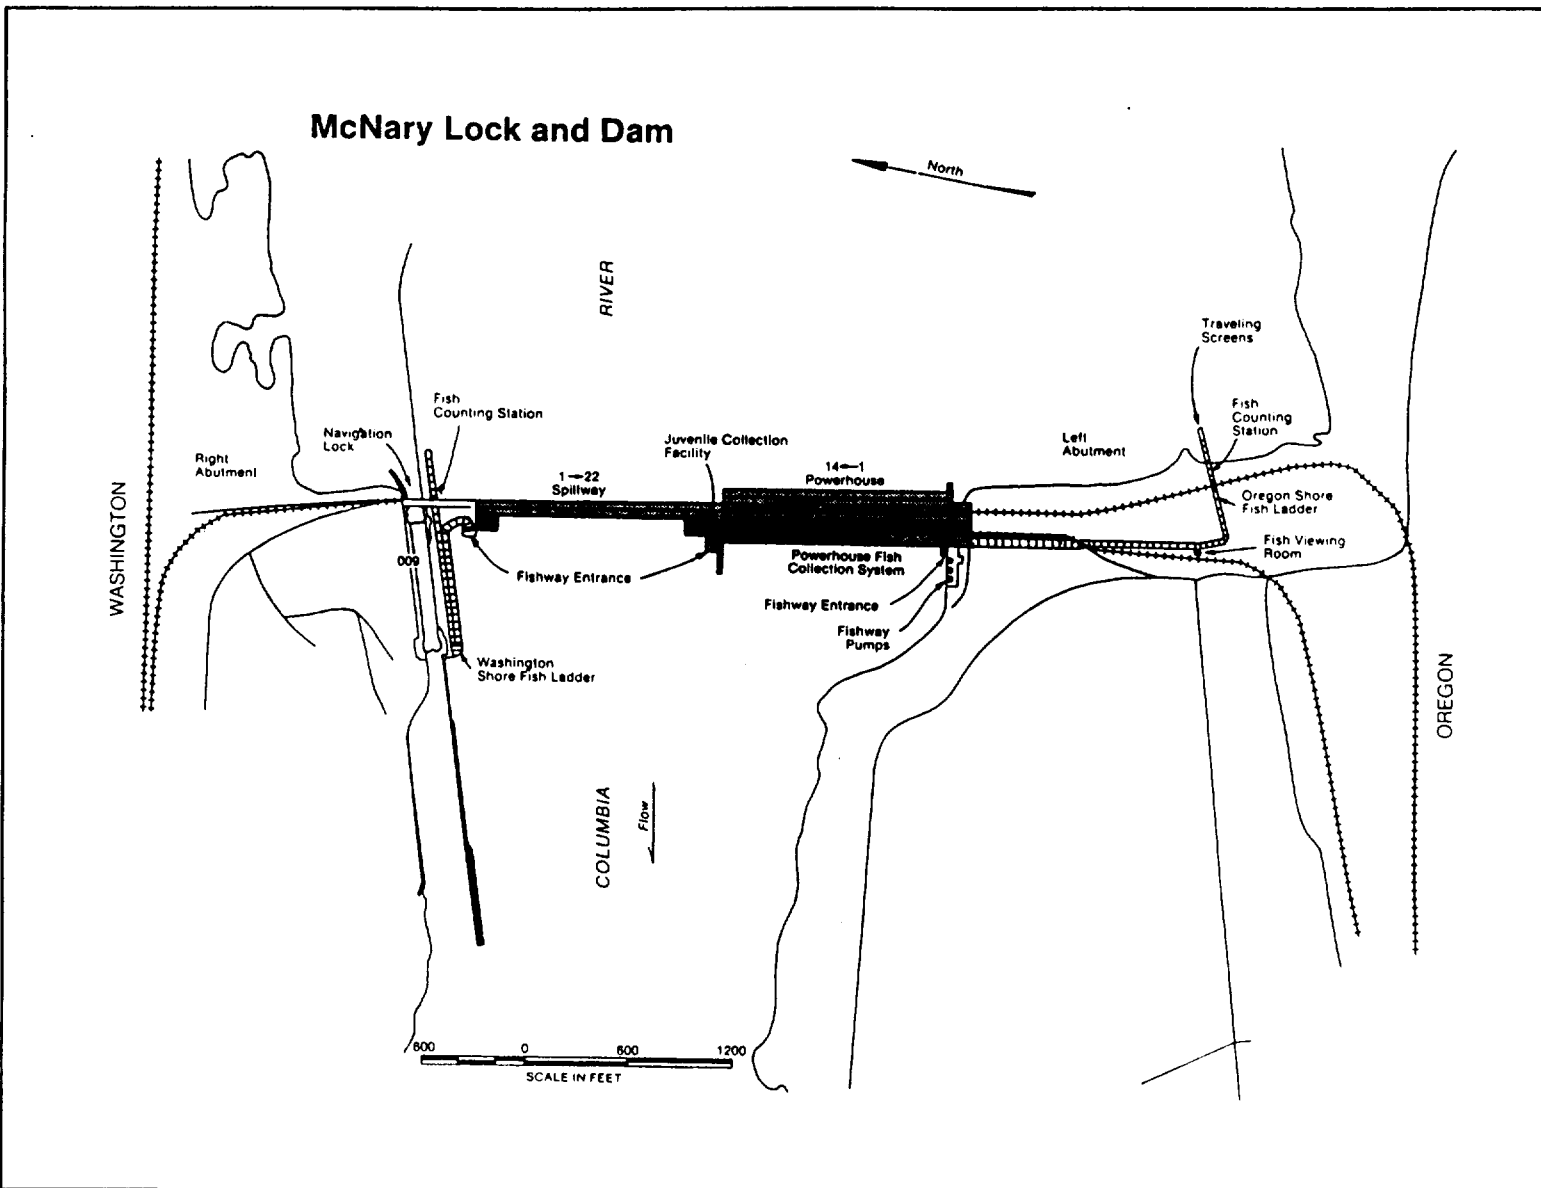 McNary Lock and Dam
North
RIVER
Traveling
Screens
Fish
Counting Station
Fish
Counting
Station
Navigation
Lock
Juvenile Collection
Facility
Left
Abutment
Right
Abutment
14←1
Powerhouse
1→22
Spillway
Oregon Shore
Fish Ladder
WASHINGTON
Fish Viewing
Room
600
Fishway Entrance
Powerhouse Fish
Collection System
Fishway Entrance
Fishway
Pumps
Washington
Shore Fish Ladder
OREGON
COLUMBIA
Flow
600 0 600 1200
SCALE IN FEET